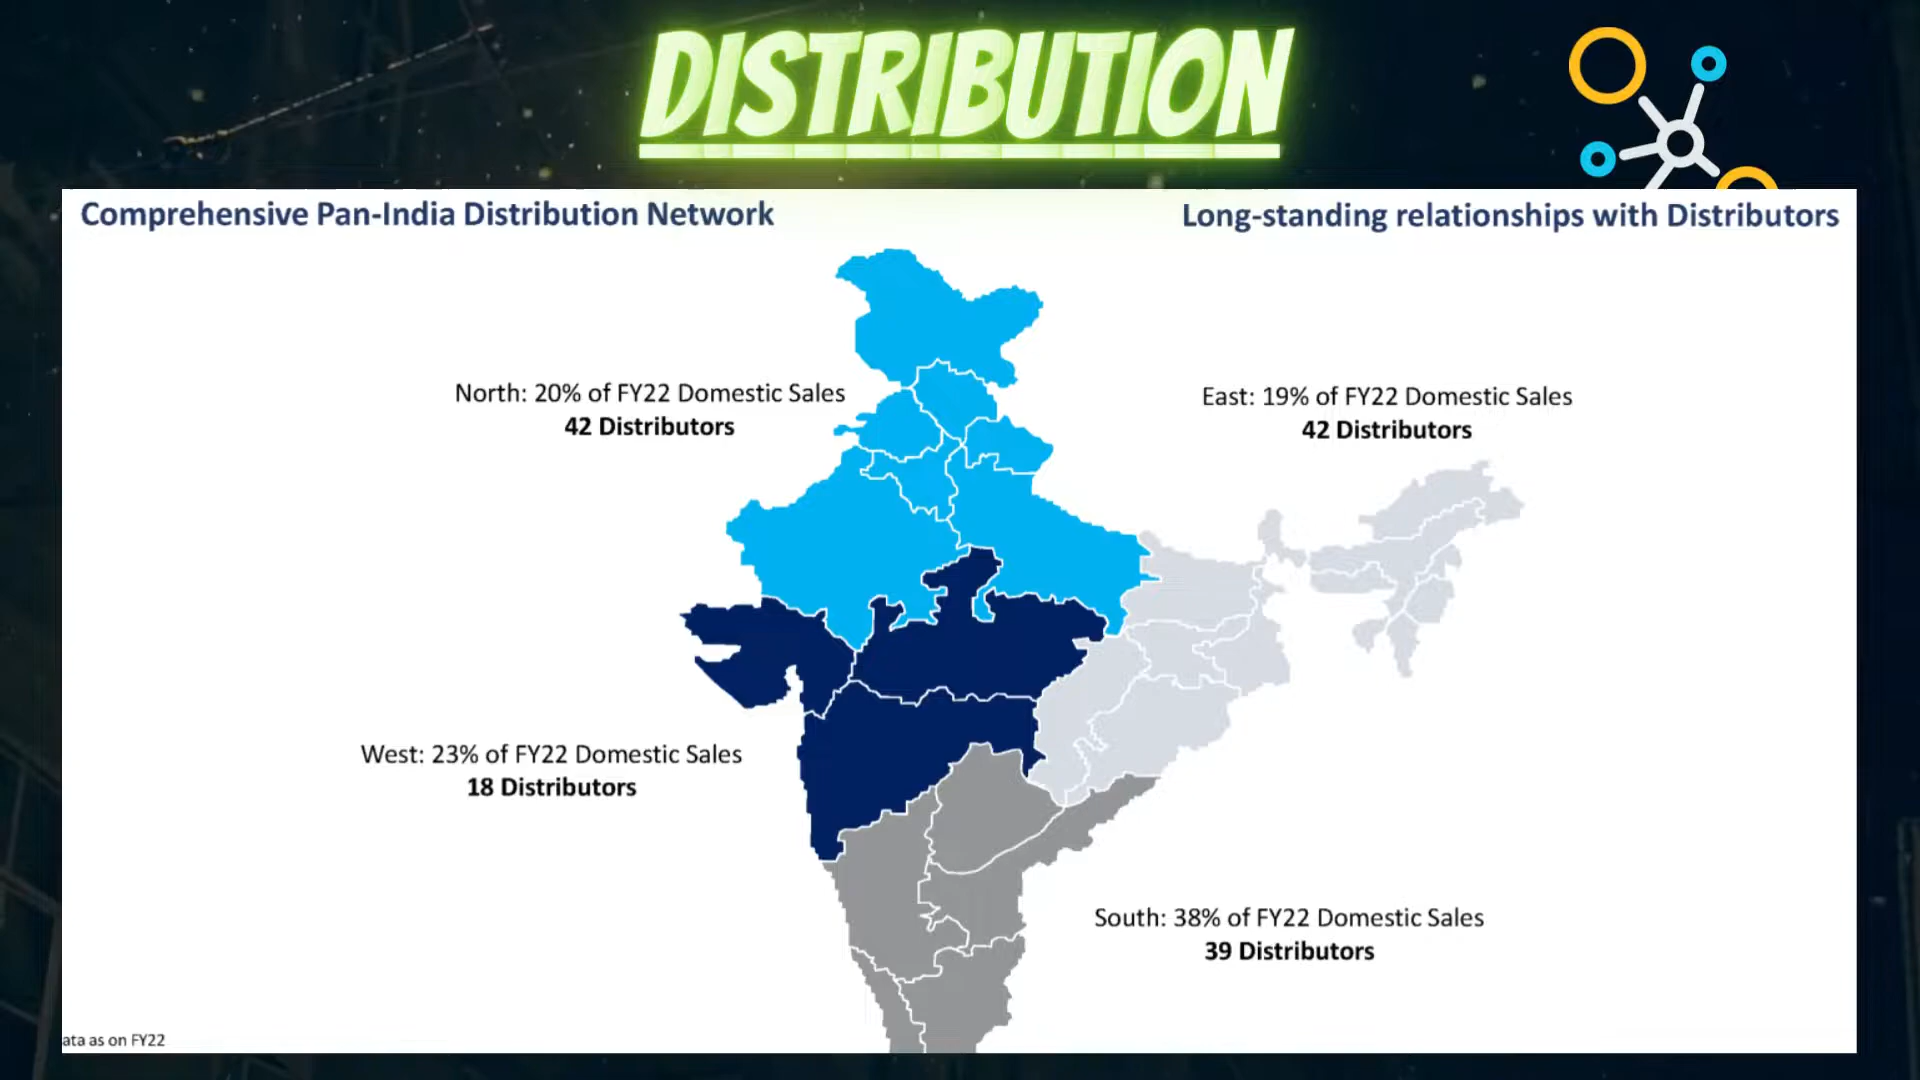 DISTRIBUTION
Comprehensive Pan-India Distribution Network
Long-standing relationships with Distributors
North: 20% of FY22 Domestic Sales
42 Distributors
East: 19% of FY22 Domestic Sales
42 Distributors
West: 23% of FY22 Domestic Sales
18 Distributors
South: 38% of FY22 Domestic Sales
39 Distributors
ata as on FY22